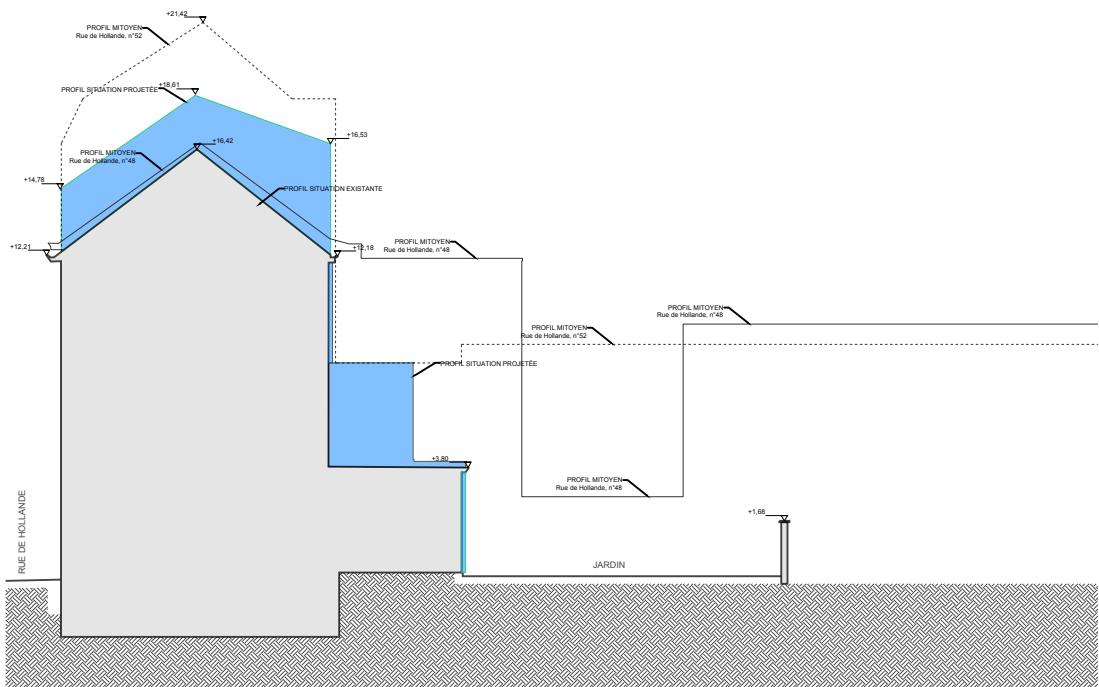 +21,42
PROFIL MITOYEN
Rue de Hollande, n°52
+18,61
PROFIL SITUATION PROJETÉE
+16,53
+16,42
PROFIL MITOYEN
Rue de Hollande, n°48
+14,78
PROFIL SITUATION EXISTANTE
+12,21
+12,18
PROFIL MITOYEN
Rue de Hollande, n°48
PROFIL MITOYEN
Rue de Hollande, n°48
PROFIL MITOYEN
Rue de Hollande, n°52
PROFIL SITUATION PROJETÉE
+3,80
PROFIL MITOYEN
Rue de Hollande, n°48
+1,68
RUE DE HOLLANDE
JARDIN